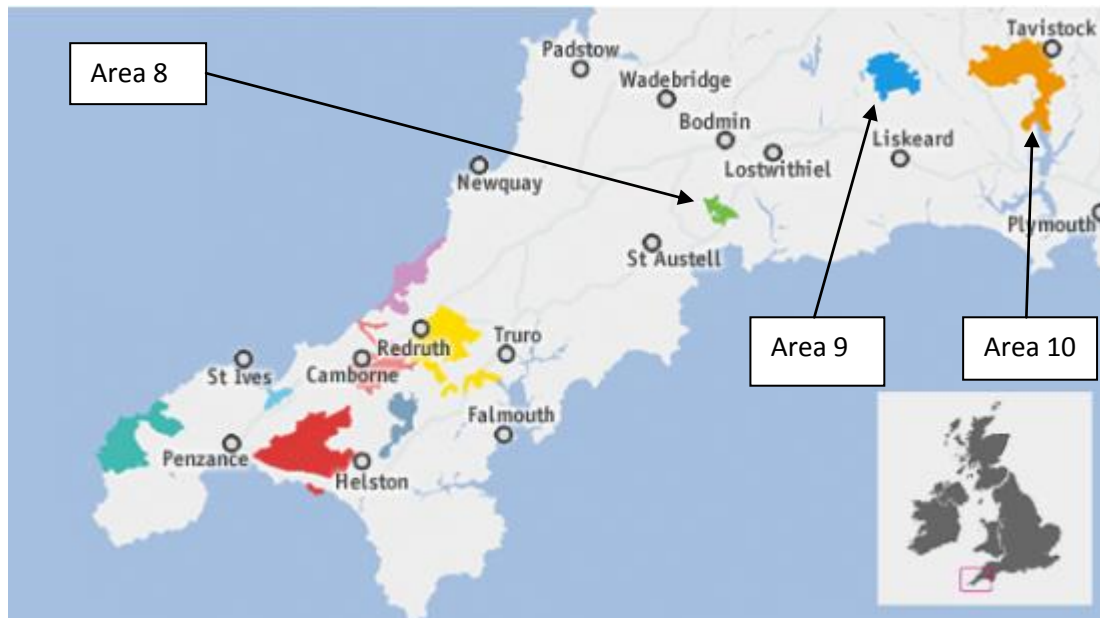 Tavistock
Padstow
Area 8
Wadebridge
Bodmin
Liskeard
Lostwithiel
Newquay
Plymouth
St Austell
Redruth
Truro
Area 9
Area 10
St Ives
Camborne
Falmouth
Penzance
Helston